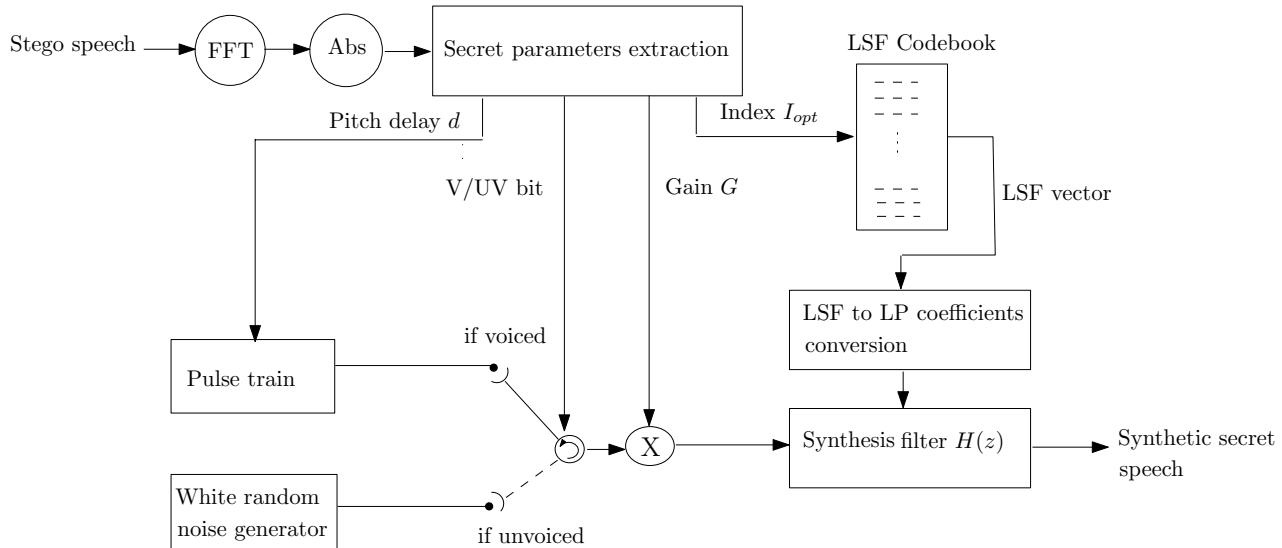 Stego speech
FFT
Abs
Secret parameters extraction
LSF Codebook
Pitch delay d
Index I_opt
V/UV bit
Gain G
LSF vector
LSF to LP coefficients
conversion
if voiced
Pulse train
X
Synthesis filter H(z)
Synthetic secret
speech
White random
noise generator
if unvoiced